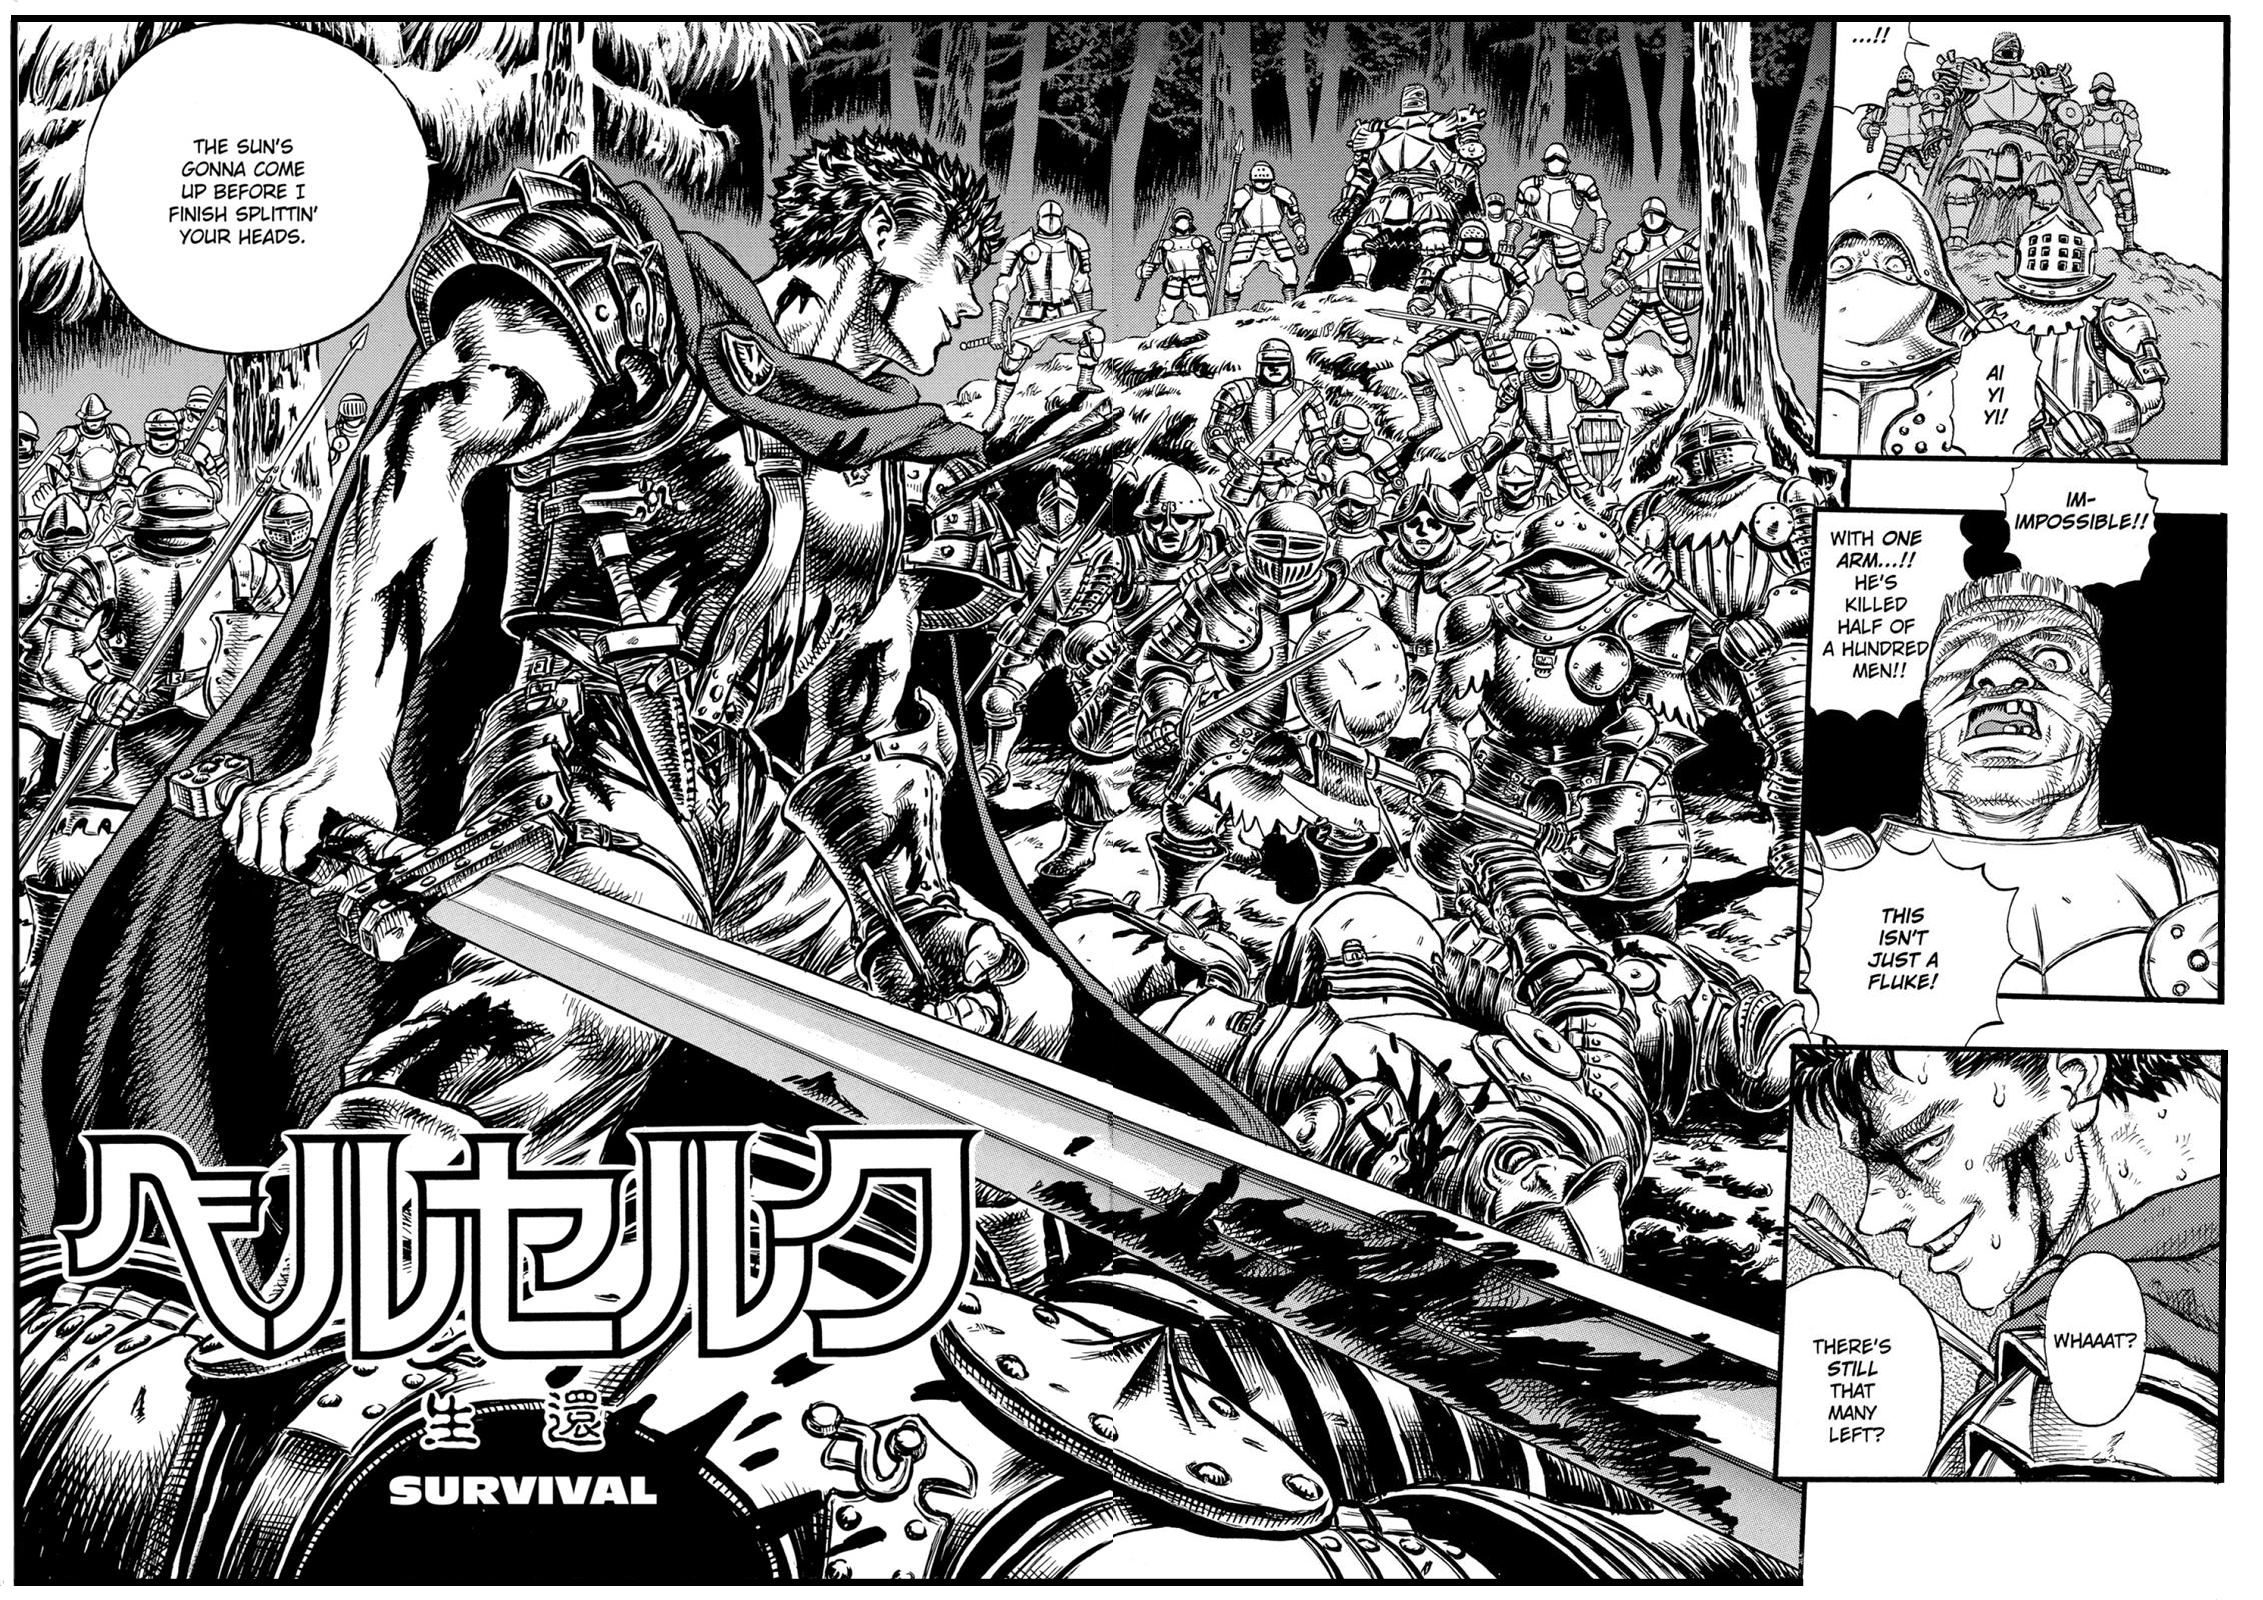 ...!!
AI
YI
YI!
IM-
IMPOSSIBLE!!
WITH ONE
ARM...!!
HE'S
KILLED
HALF OF
A HUNDRED
MEN!!
THIS
ISN'T
JUST A
FLUKE!
WHAAAT?
THERE'S
STILL
THAT
MANY
LEFT?
THE SUN'S
GONNA COME
UP BEFORE I
FINISH SPLITTIN'
YOUR HEADS.
ベルセルク
生還
SURVIVAL